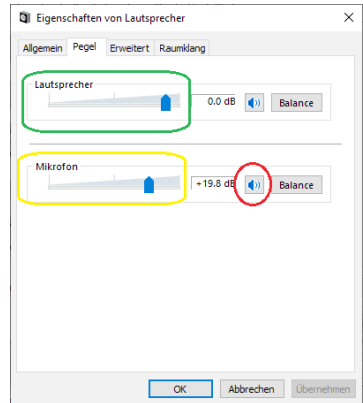 Eigenschaften von Lautsprecher
Allgemein Pegel Erweitert Raumklang
Lautsprecher
0.0 dB Balance
Mikrofon
+19.8 dB Balance
OK Abbrechen Übernehmen